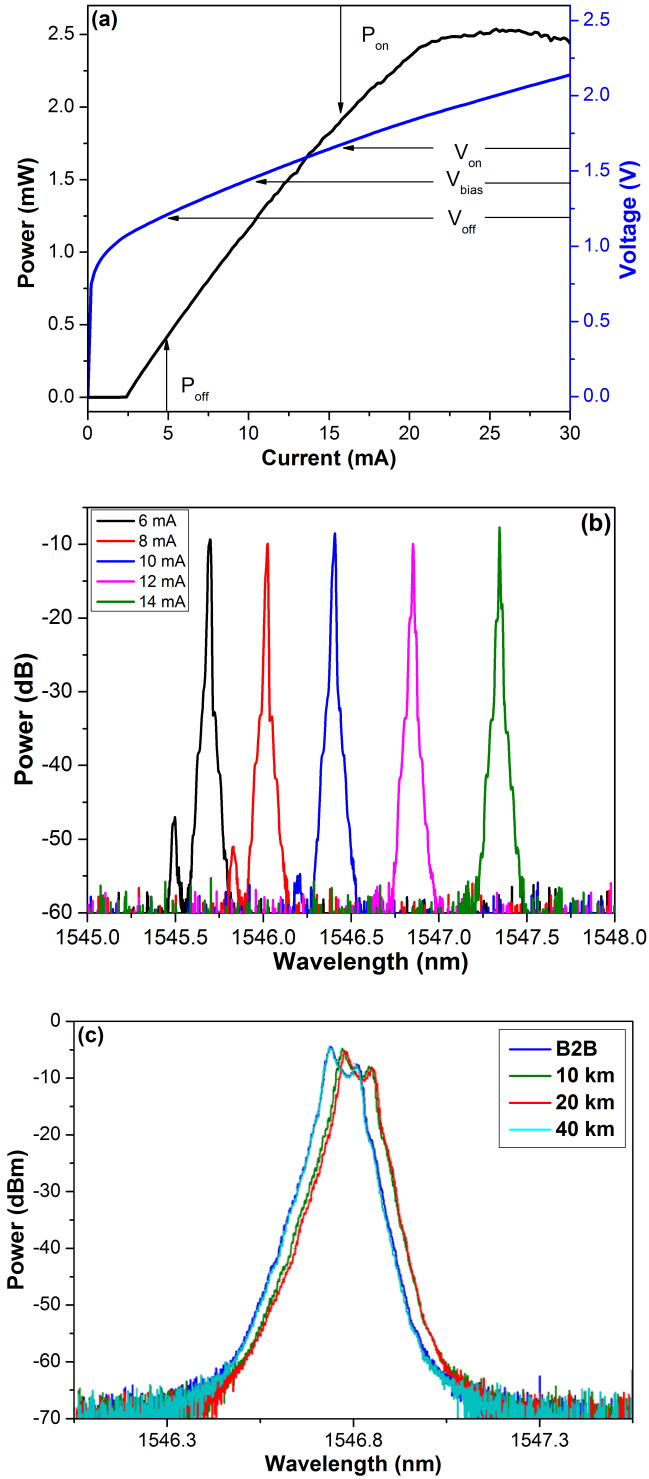 (a)
2.5
2.0
1.5
1.0
0.5
0.0
Power (mW)
P on
V on
V bias
V off
P off
2.5
2.0
1.5
1.0
0.5
0.0
Voltage (V)
0 5 10 15 20 25 30
Current (mA)
(b)
6 mA
8 mA
10 mA
12 mA
14 mA
-10
-20
-30
-40
-50
-60
Power (dB)
1545.0 1545.5 1546.0 1546.5 1547.0 1547.5 1548.0
Wavelength (nm)
(c)
B2B
10 km
20 km
40 km
0
-10
-20
-30
-40
-50
-60
-70
Power (dBm)
1546.3 1546.8 1547.3
Wavelength (nm)